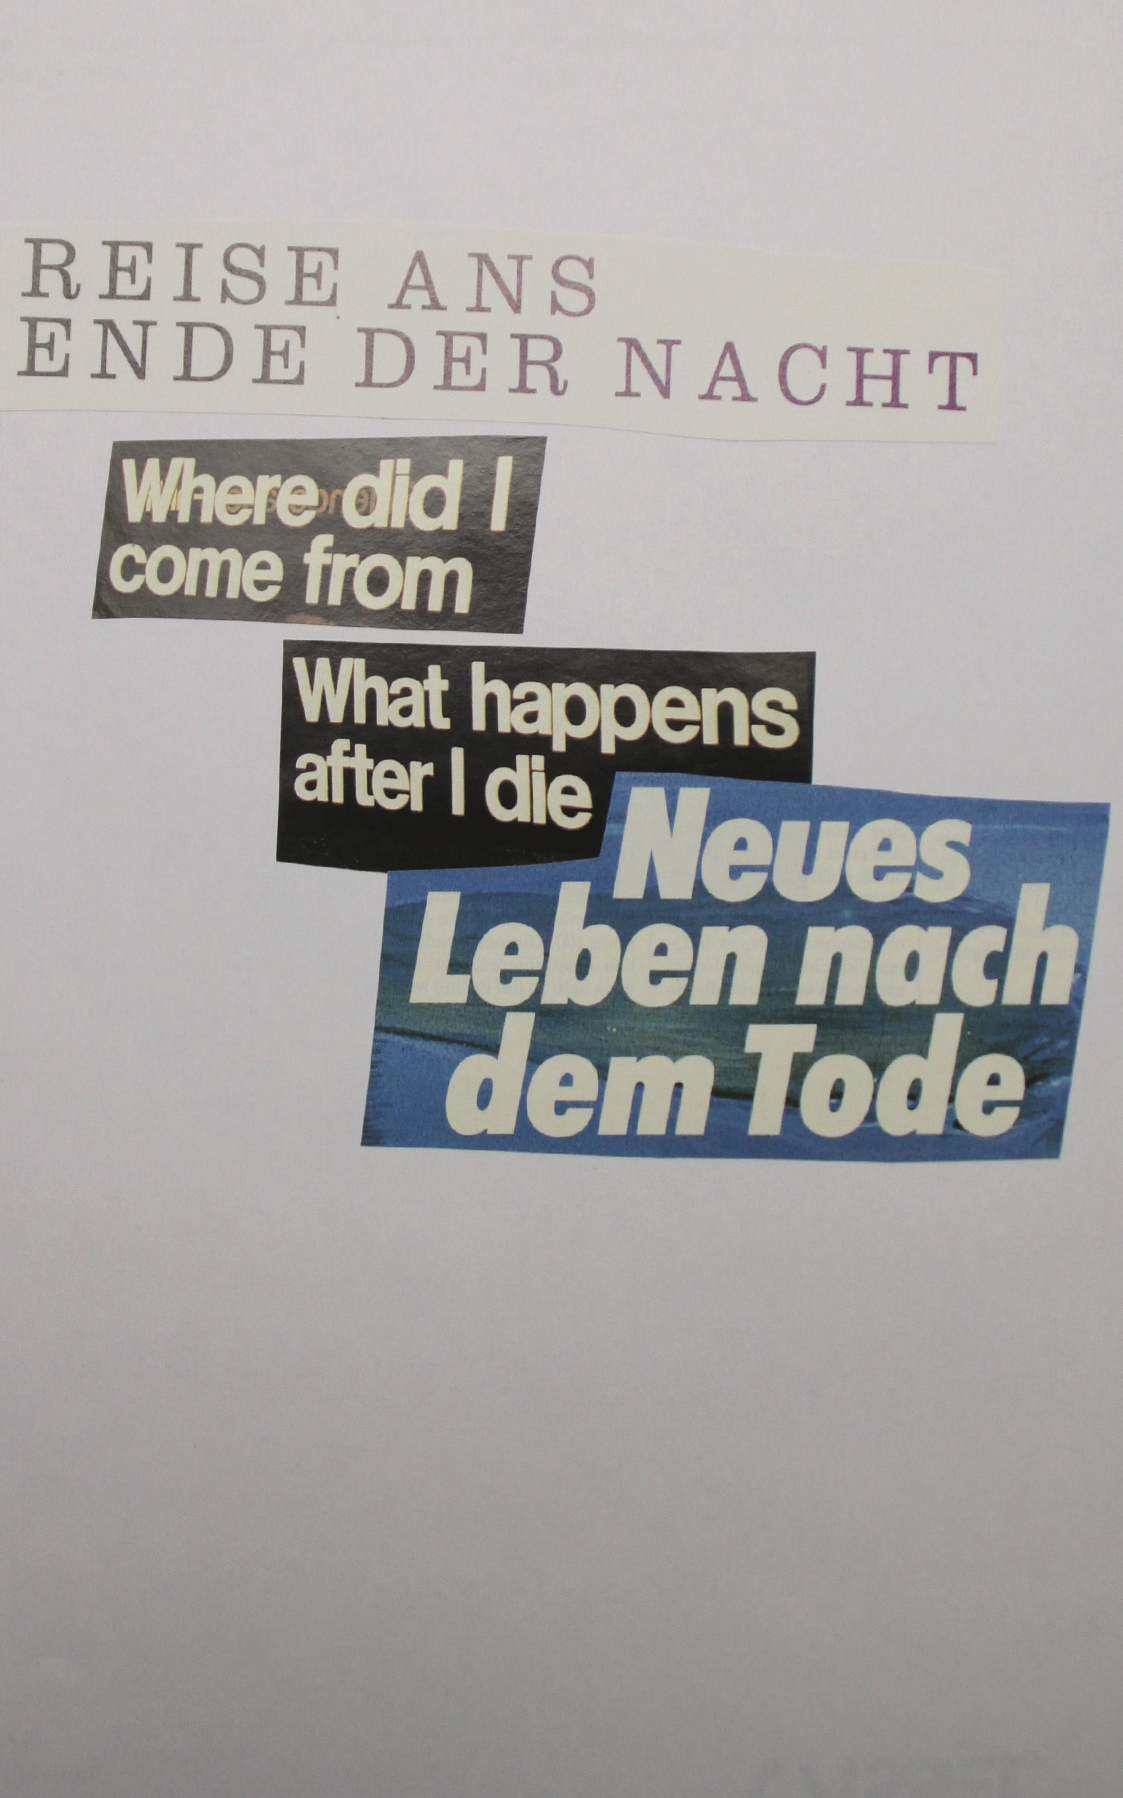 REISE ANS
ENDE DER NACHT
Where did I
come from
What happens
after I die
Neues
Leben nach
dem Tode